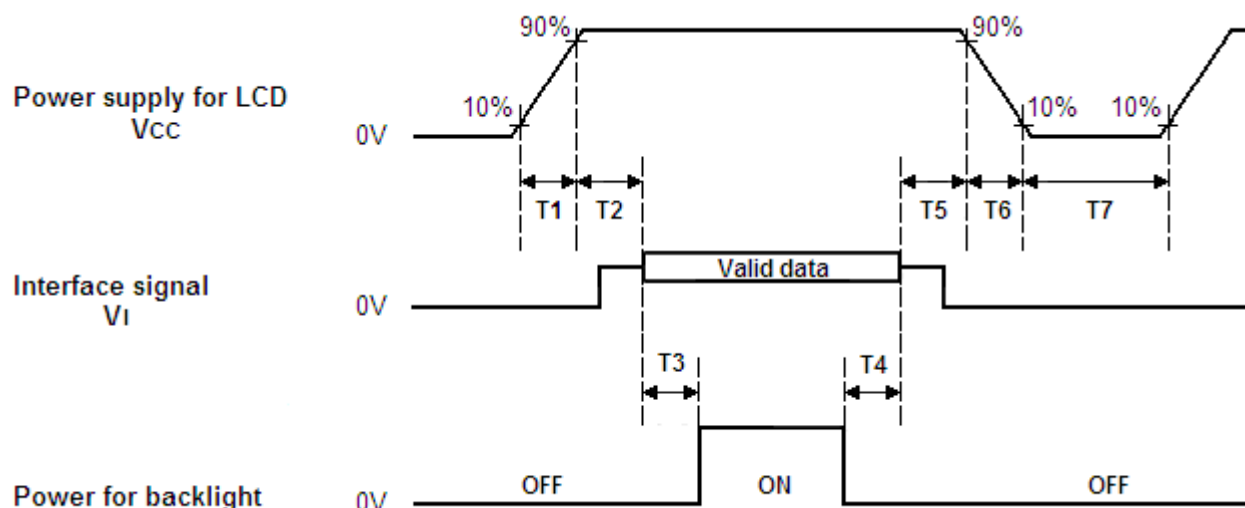 90% 90%
Power supply for LCD
VCC
10% 10% 10%
0V
T1 T2 T5 T6 T7
Valid data
Interface signal
VI
0V
T3 T4
OFF ON OFF
Power for backlight
0V